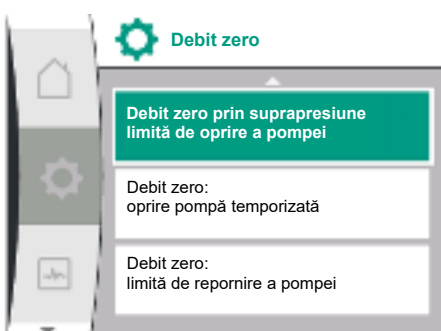 Debit zero
Debit zero prin suprapresiune
limită de oprire a pompei
Debit zero:
oprire pompă temporizată
Debit zero:
limită de repornire a pompei